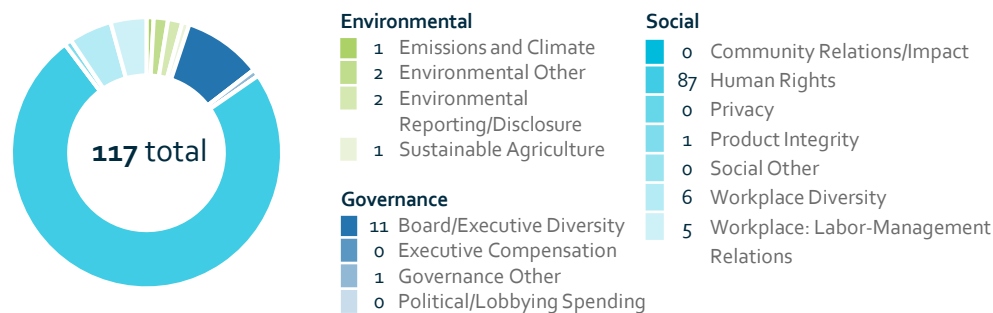 117 total
Environmental
1 Emissions and Climate
2 Environmental Other
2 Environmental
Reporting/Disclosure
1 Sustainable Agriculture
Governance
11 Board/Executive Diversity
0 Executive Compensation
1 Governance Other
0 Political/Lobbying Spending
Social
0 Community Relations/Impact
87 Human Rights
0 Privacy
1 Product Integrity
0 Social Other
6 Workplace Diversity
5 Workplace: Labor-Management
Relations